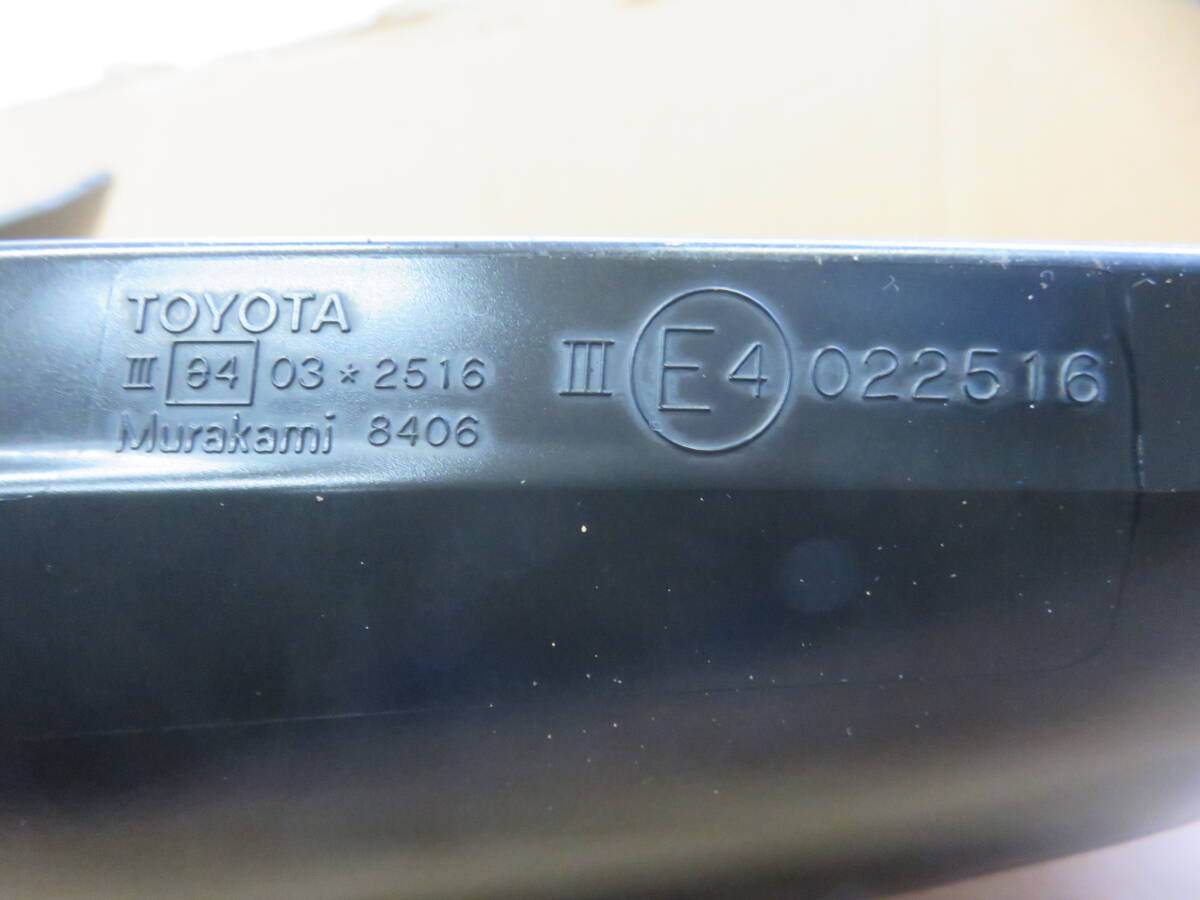 TOYOTA
III e4 03*2516
Murakami 8406
III E4 022516